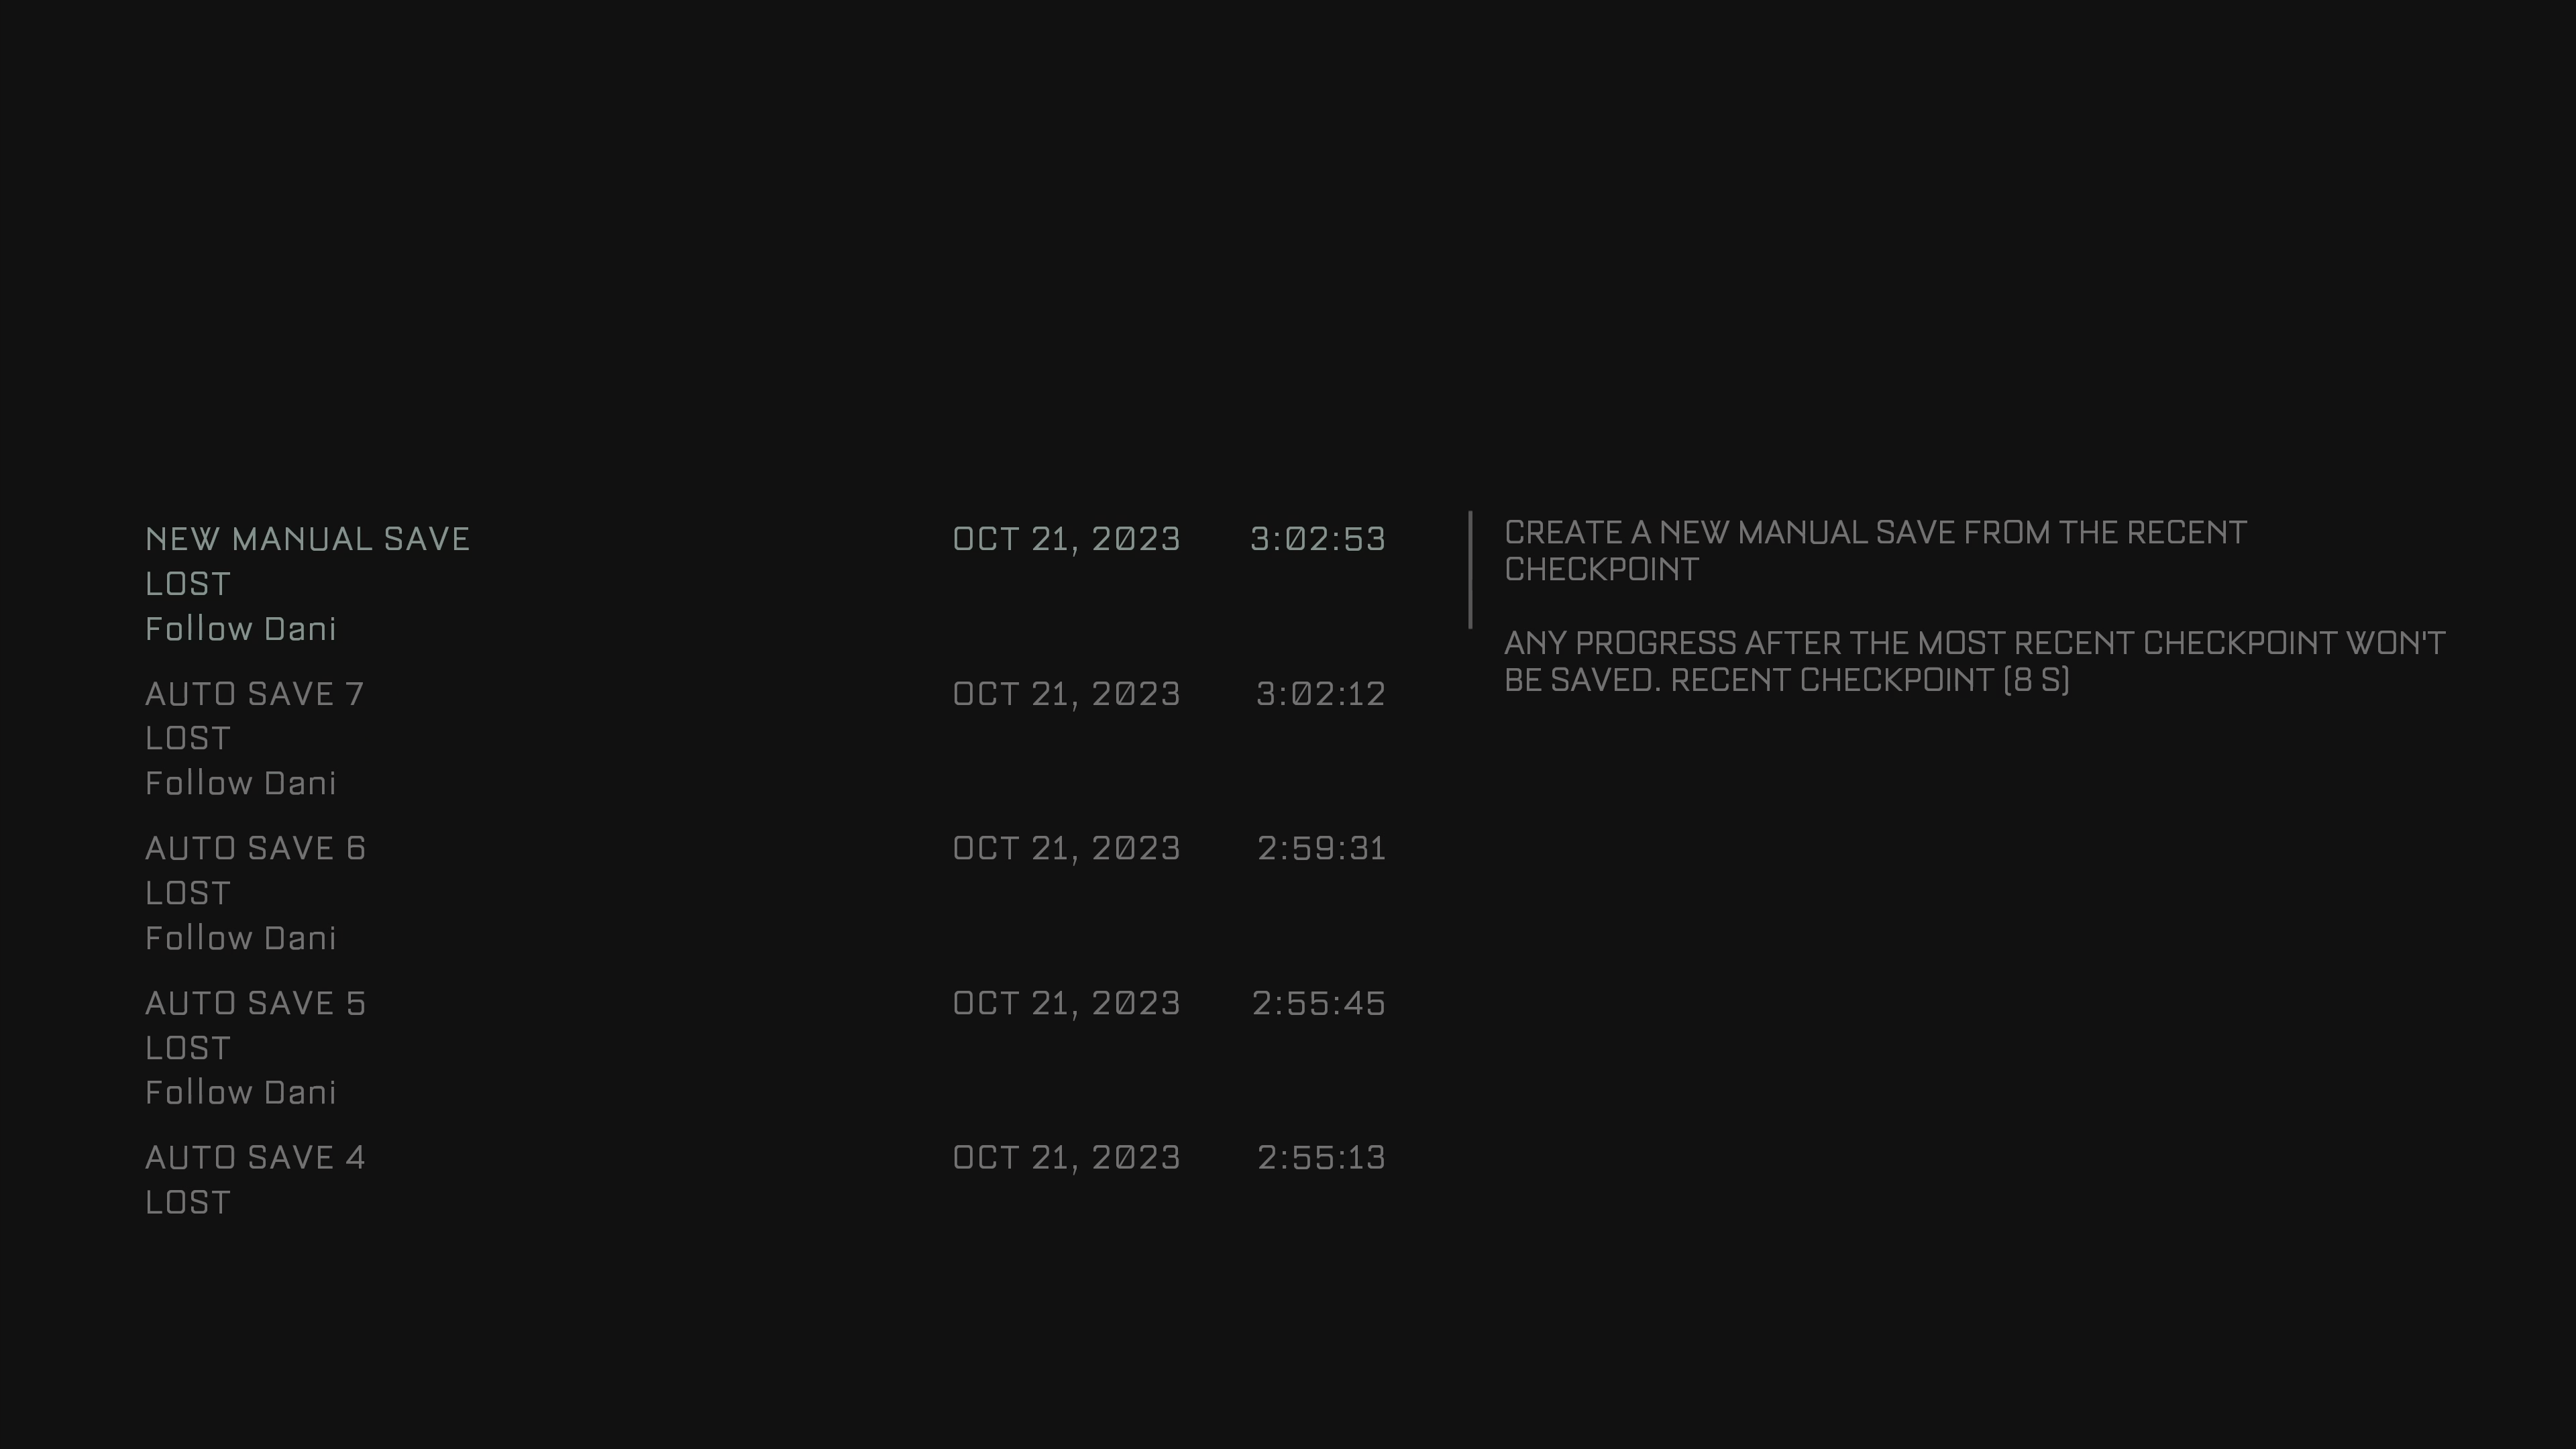 NEW MANUAL SAVE OCT 21, 2023 3:02:53
LOST
Follow Dani
AUTO SAVE 7 OCT 21, 2023 3:02:12
LOST
Follow Dani
AUTO SAVE 6 OCT 21, 2023 2:59:31
LOST
Follow Dani
AUTO SAVE 5 OCT 21, 2023 2:55:45
LOST
Follow Dani
AUTO SAVE 4 OCT 21, 2023 2:55:13
LOST
CREATE A NEW MANUAL SAVE FROM THE RECENT
CHECKPOINT
ANY PROGRESS AFTER THE MOST RECENT CHECKPOINT WON'T
BE SAVED. RECENT CHECKPOINT (8 S)